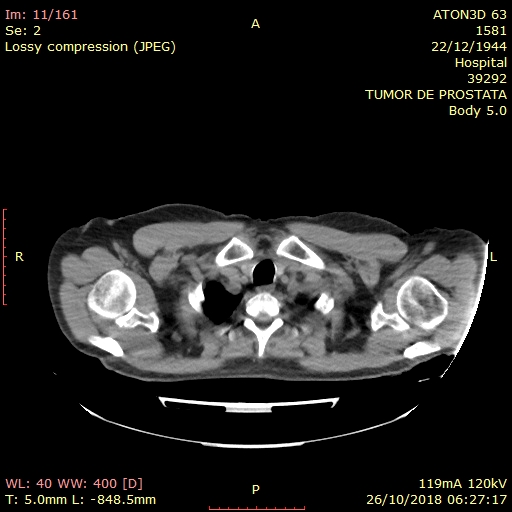 Im: 11/161
Se: 2
Lossy compression (JPEG)
A
ATON3D 63
1581
22/12/1944
Hospital
39292
TUMOR DE PROSTATA
Body 5.0
R
L
WL: 40 WW: 400 [D]
T: 5.0mm L: -848.5mm
P
119mA 120kV
26/10/2018 06:27:17